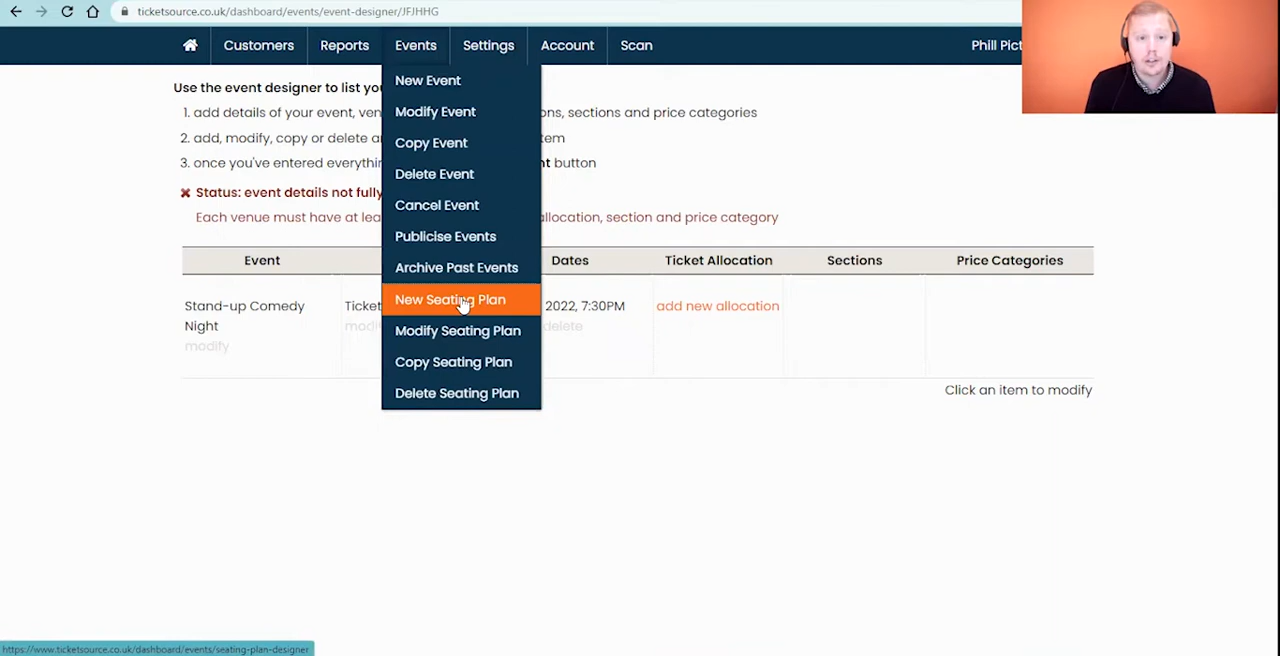 ticketsource.co.uk/dashboard/events/event-designer/JFJHHG
Customers Reports Events Settings Account Scan Phill Pict
Use the event designer to list you
1. add details of your event, ven ons, sections and price categories
2. add, modify, copy or delete a tem
3. once you've entered everythi nt button
✖ Status: event details not fully
Each venue must have at lea allocation, section and price category
New Event
Modify Event
Copy Event
Delete Event
Cancel Event
Publicise Events
Archive Past Events
New Seating Plan
Modify Seating Plan
Copy Seating Plan
Delete Seating Plan
Event Dates Ticket Allocation Sections Price Categories
Stand-up Comedy Ticket 2022, 7:30PM add new allocation
Night modi delete
modify
Click an item to modify
https://www.ticketsource.co.uk/dashboard/events/seating-plan-designer